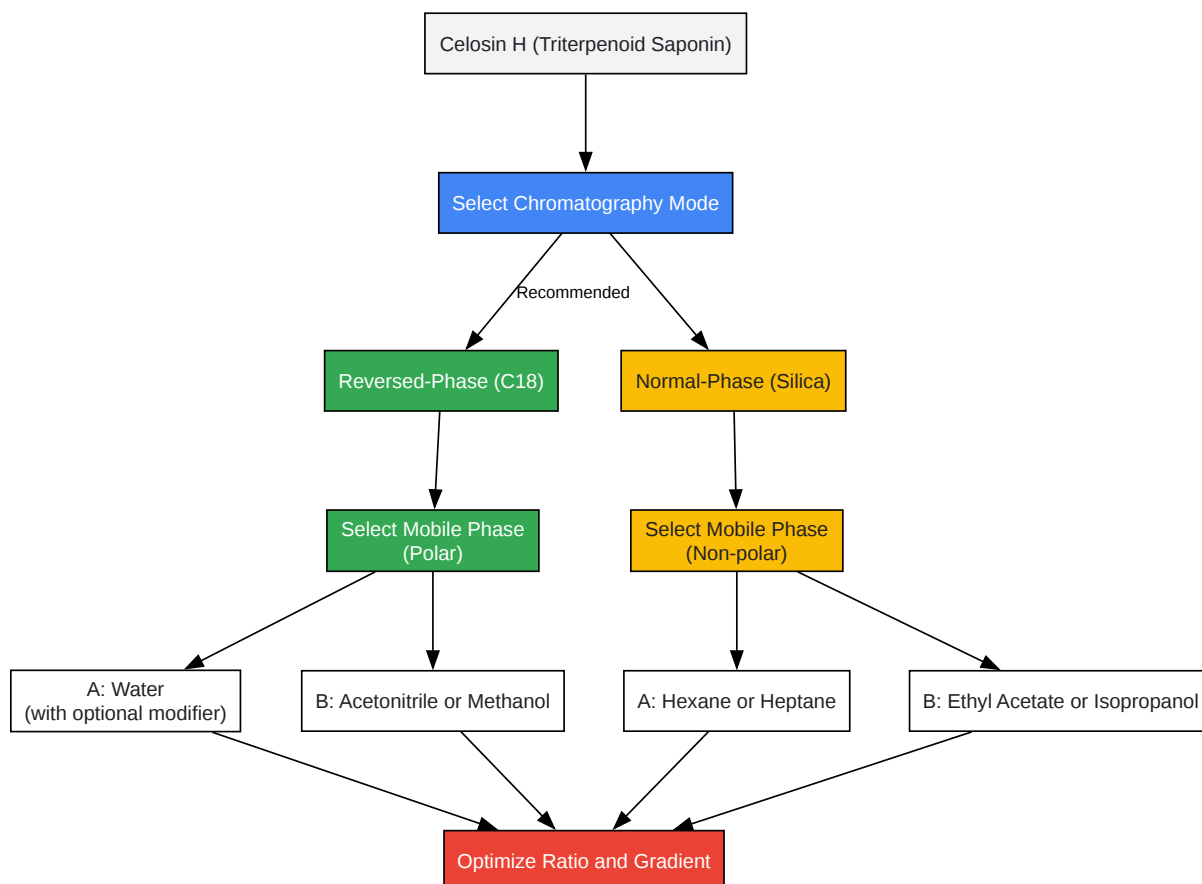 Celosin H (Triterpenoid Saponin)
Select Chromatography Mode
Recommended
Reversed-Phase (C18)
Normal-Phase (Silica)
Select Mobile Phase
(Polar)
Select Mobile Phase
(Non-polar)
A: Water
(with optional modifier)
B: Acetonitrile or Methanol
A: Hexane or Heptane
B: Ethyl Acetate or Isopropanol
Optimize Ratio and Gradient